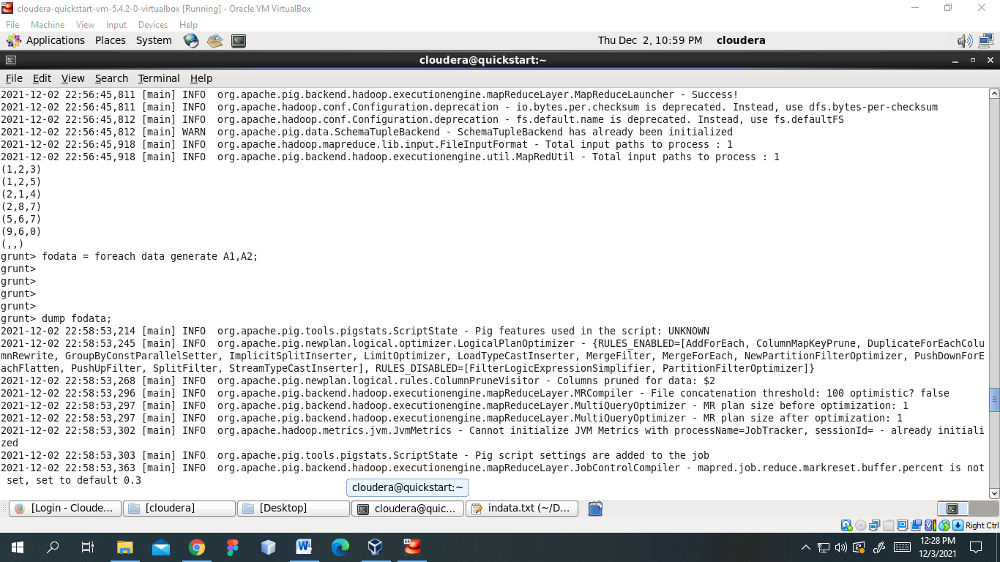 cloudera-quickstart-vm-5.4.2-0-virtualbox [Running] - Oracle VM VirtualBox
File Machine View Input Devices Help
Applications Places System Thu Dec 2, 10:59 PM cloudera
cloudera@quickstart:~
File Edit View Search Terminal Help
2021-12-02 22:56:45,811 [main] INFO  org.apache.pig.backend.hadoop.executionengine.mapReduceLayer.MapReduceLauncher - Success!
2021-12-02 22:56:45,811 [main] INFO  org.apache.hadoop.conf.Configuration.deprecation - io.bytes.per.checksum is deprecated. Instead, use dfs.bytes-per-checksum
2021-12-02 22:56:45,812 [main] INFO  org.apache.hadoop.conf.Configuration.deprecation - fs.default.name is deprecated. Instead, use fs.defaultFS
2021-12-02 22:56:45,812 [main] WARN  org.apache.pig.data.SchemaTupleBackend - SchemaTupleBackend has already been initialized
2021-12-02 22:56:45,918 [main] INFO  org.apache.hadoop.mapreduce.lib.input.FileInputFormat - Total input paths to process : 1
2021-12-02 22:56:45,918 [main] INFO  org.apache.pig.backend.hadoop.executionengine.util.MapRedUtil - Total input paths to process : 1
(1,2,3)
(1,2,5)
(2,1,4)
(2,8,7)
(5,6,7)
(9,6,0)
(,,)
grunt> fodata = foreach data generate A1,A2;
grunt>
grunt>
grunt>
grunt>
grunt> dump fodata;
2021-12-02 22:58:53,214 [main] INFO  org.apache.pig.tools.pigstats.ScriptState - Pig features used in the script: UNKNOWN
2021-12-02 22:58:53,245 [main] INFO  org.apache.pig.newplan.logical.optimizer.LogicalPlanOptimizer - {RULES_ENABLED=[AddForEach, ColumnMapKeyPrune, DuplicateForEachColu
mnRewrite, GroupByConstParallelSetter, ImplicitSplitInserter, LimitOptimizer, LoadTypeCastInserter, MergeFilter, MergeForEach, NewPartitionFilterOptimizer, PushDownForE
achFlatten, PushUpFilter, SplitFilter, StreamTypeCastInserter], RULES_DISABLED=[FilterLogicExpressionSimplifier, PartitionFilterOptimizer]}
2021-12-02 22:58:53,268 [main] INFO  org.apache.pig.newplan.logical.rules.ColumnPruneVisitor - Columns pruned for data: $2
2021-12-02 22:58:53,296 [main] INFO  org.apache.pig.backend.hadoop.executionengine.mapReduceLayer.MRCompiler - File concatenation threshold: 100 optimistic? false
2021-12-02 22:58:53,297 [main] INFO  org.apache.pig.backend.hadoop.executionengine.mapReduceLayer.MultiQueryOptimizer - MR plan size before optimization: 1
2021-12-02 22:58:53,297 [main] INFO  org.apache.pig.backend.hadoop.executionengine.mapReduceLayer.MultiQueryOptimizer - MR plan size after optimization: 1
2021-12-02 22:58:53,302 [main] INFO  org.apache.hadoop.metrics.jvm.JvmMetrics - Cannot initialize JVM Metrics with processName=JobTracker, sessionId= - already initiali
zed
2021-12-02 22:58:53,303 [main] INFO  org.apache.pig.tools.pigstats.ScriptState - Pig script settings are added to the job
2021-12-02 22:58:53,363 [main] INFO  org.apache.pig.backend.hadoop.executionengine.mapReduceLayer.JobControlCompiler - mapred.job.reduce.markreset.buffer.percent is not
 set, set to default 0.3
cloudera@quickstart:~
[Login - Cloude... [cloudera] [Desktop] cloudera@quic... indata.txt (~/D...
Right Ctrl
12:28 PM
12/3/2021